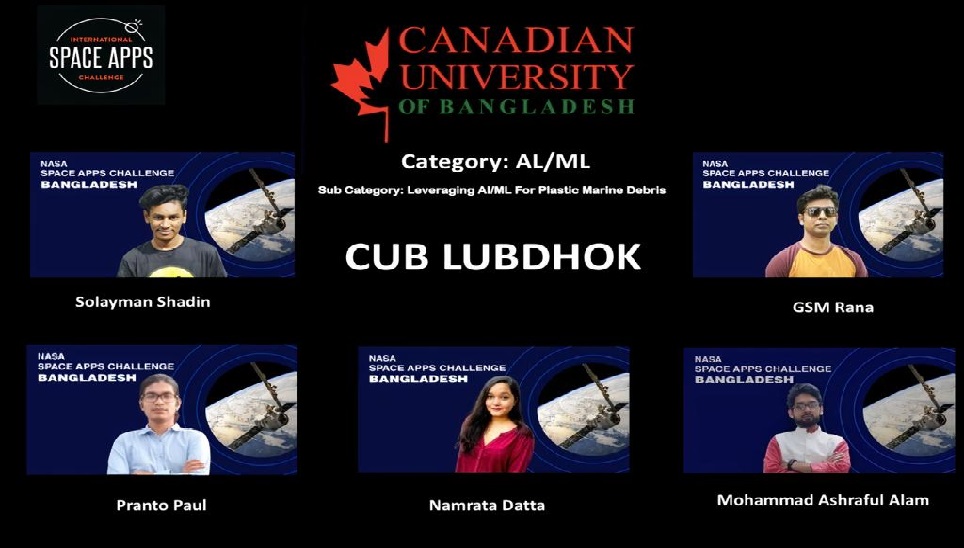 INTERNATIONAL
SPACE APPS
CHALLENGE
CANADIAN
UNIVERSITY
OF BANGLADESH
Category: AL/ML
Sub Category: Leveraging AI/ML For Plastic Marine Debris
CUB LUBDHOK
NASA
SPACE APPS CHALLENGE
BANGLADESH
Solayman Shadin
NASA
SPACE APPS CHALLENGE
BANGLADESH
GSM Rana
NASA
SPACE APPS CHALLENGE
BANGLADESH
Pranto Paul
NASA
SPACE APPS CHALLENGE
BANGLADESH
Namrata Datta
NASA
SPACE APPS CHALLENGE
BANGLADESH
Mohammad Ashraful Alam